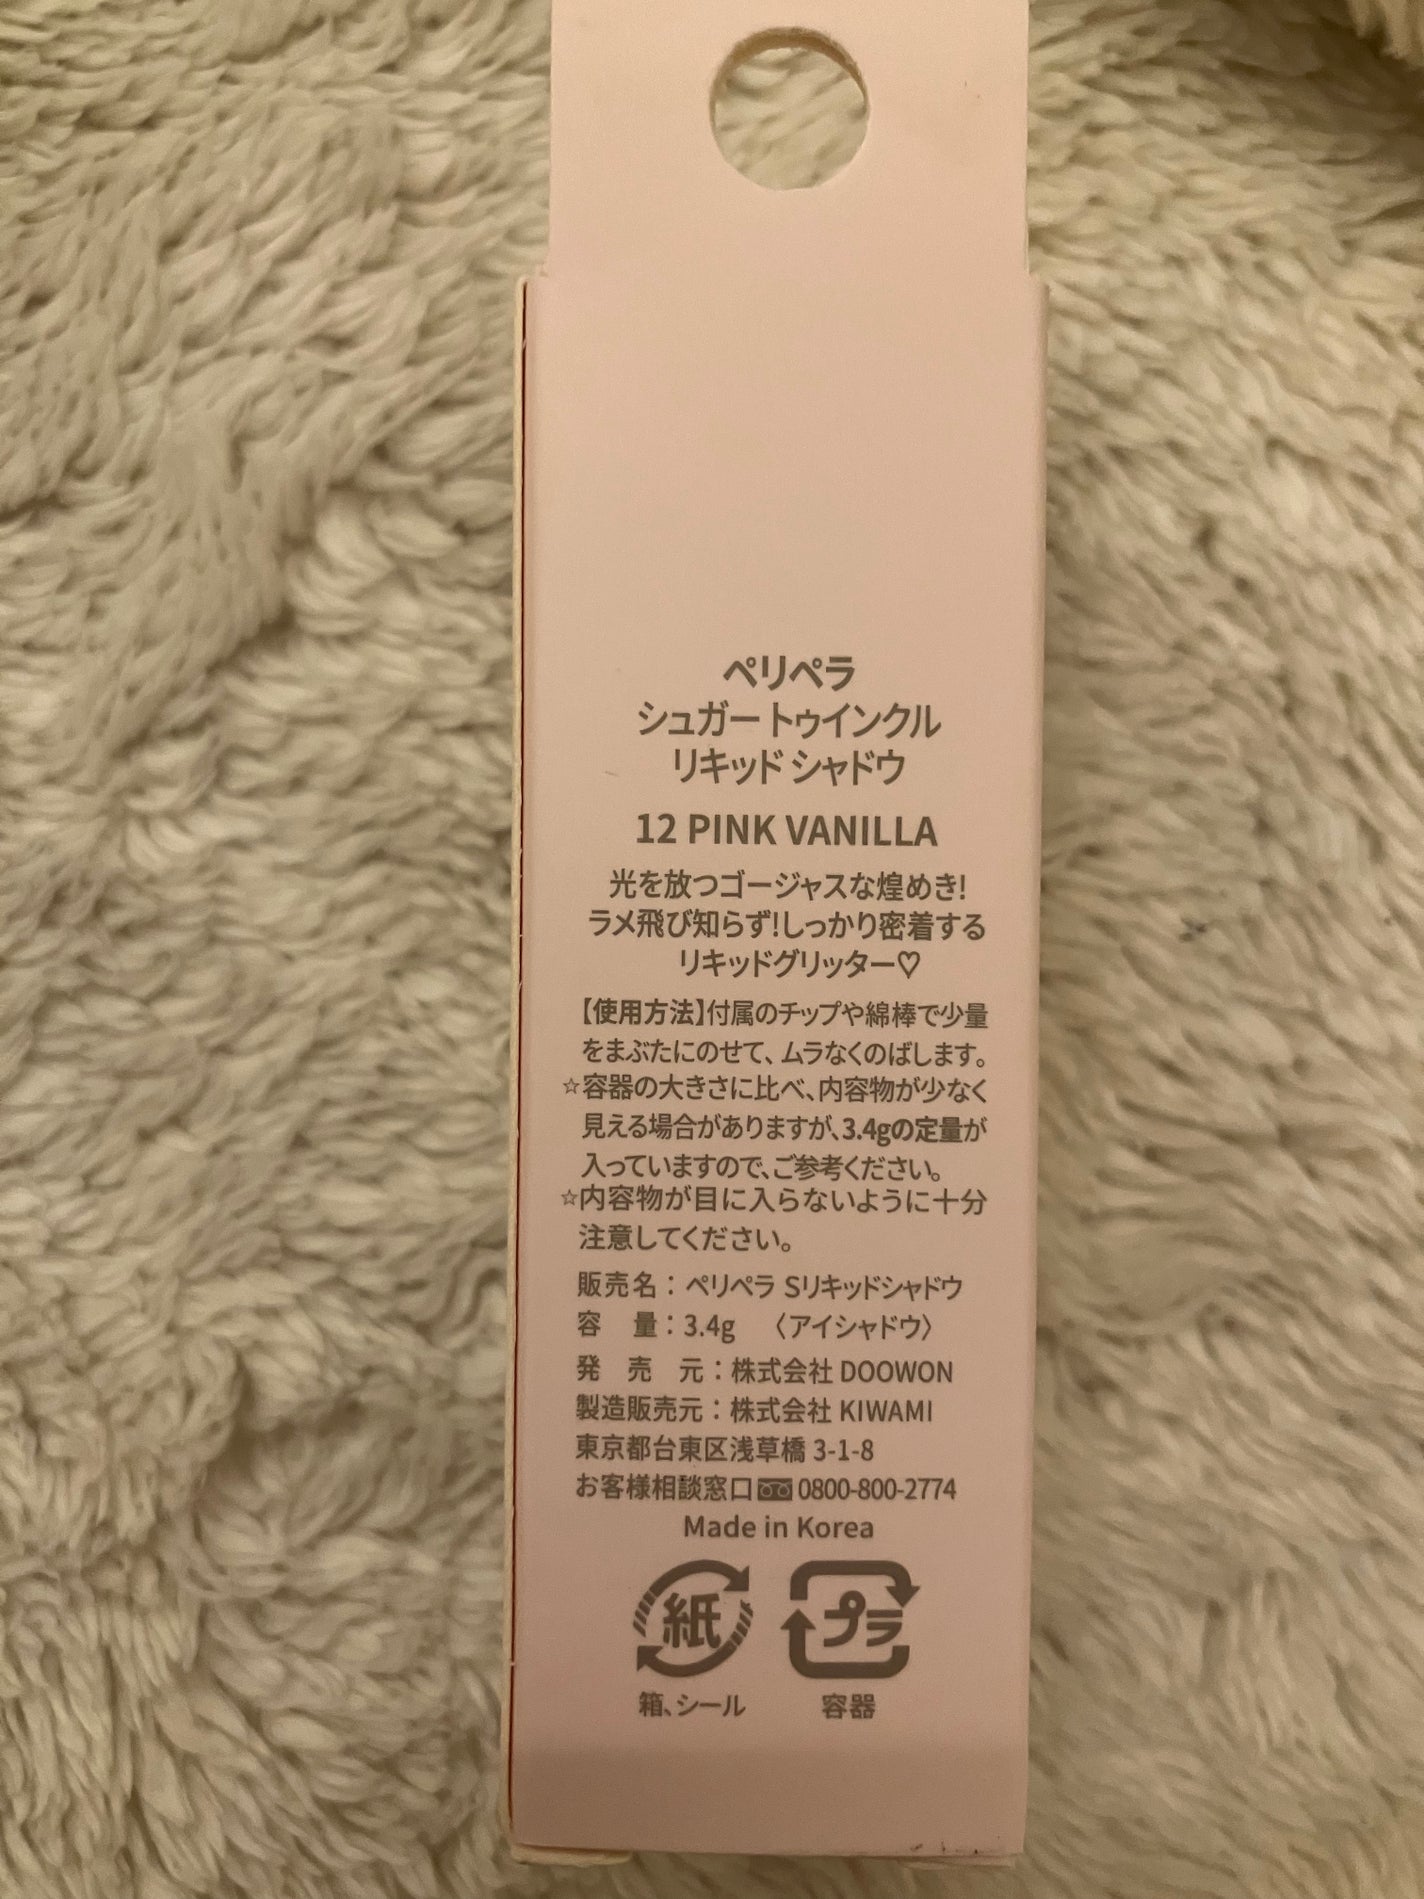 ペリペラ
シュガー トゥインクル
リキッド シャドウ
12 PINK VANILLA
光を放つゴージャスな煌めき!
ラメ飛び知らず!しっかり密着する
リキッドグリッター♡
【使用方法】付属のチップや綿棒で少量
をまぶたにのせて、ムラなくのばします。
☆容器の大きさに比べ、内容物が少なく
見える場合がありますが、3.4gの定量が
入っていますので、ご参考ください。
☆内容物が目に入らないように十分
注意してください。
販売名：ペリペラ Sリキッドシャドウ
容　量：3.4g 〈アイシャドウ〉
発　売　元：株式会社 DOOWON
製造販売元：株式会社 KIWAMI
東京都台東区浅草橋 3-1-8
お客様相談窓口 0800-800-2774
Made in Korea
紙 プラ
箱、シール 容器